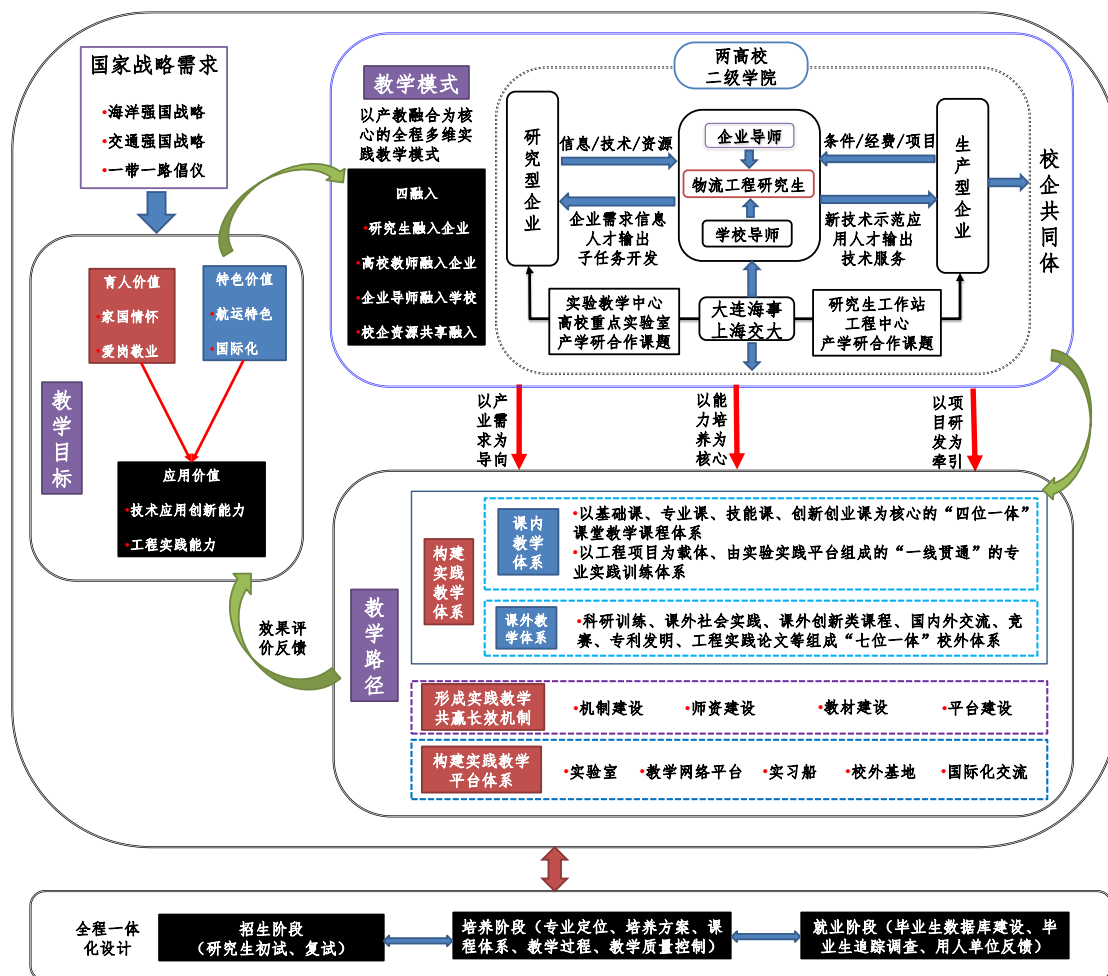 国家战略需求
•海洋强国战略
•交通强国战略
•一带一路倡仪
教学目标
育人价值
•家国情怀
•爱岗敬业
特色价值
•航运特色
•国际化
应用价值
•技术应用创新能力
•工程实践能力
教学模式
以产教融合为核
心的全程多维实
践教学模式
四融入
•研究生融入企业
•高校教师融入企业
•企业导师融入学校
•校企资源共享融入
两高校
二级学院
研究型企业
信息/技术/资源
企业需求信息
人才输出
子任务开发
企业导师
物流工程研究生
学校导师
条件/经费/项目
新技术示范应
用人才输出
技术服务
生产型企业
校企共同体
实验教学中心
高校重点实验室
产学研合作课题
大连海事
上海交大
研究生工作站
工程中心
产学研合作课题
以产
业需
求为
导向
以能
力培
养为
核心
以项
目研
发为
牵引
教学路径
构建
实践
教学
体系
课内
教学
体系
•以基础课、专业课、技能课、创新创业课为核心的“四位一体”
课堂教学课程体系
•以工程项目为载体、由实验实践平台组成的“一线贯通”的专
业实践训练体系
课外教
学体系
•科研训练、课外社会实践、课外创新类课程、国内外交流、竞
赛、专利发明、工程实践论文等组成“七位一体”校外体系
形成实践教学
共赢长效机制
•机制建设 •师资建设 •教材建设 •平台建设
构建实践教学
平台体系
•实验室 •教学网络平台 •实习船 •校外基地 •国际化交流
效果评
价反馈
全程一体
化设计
招生阶段
（研究生初试、复试）
培养阶段（专业定位、培养方案、课
程体系、教学过程、教学质量控制）
就业阶段（毕业生数据库建设、毕
业生追踪调查、用人单位反馈）